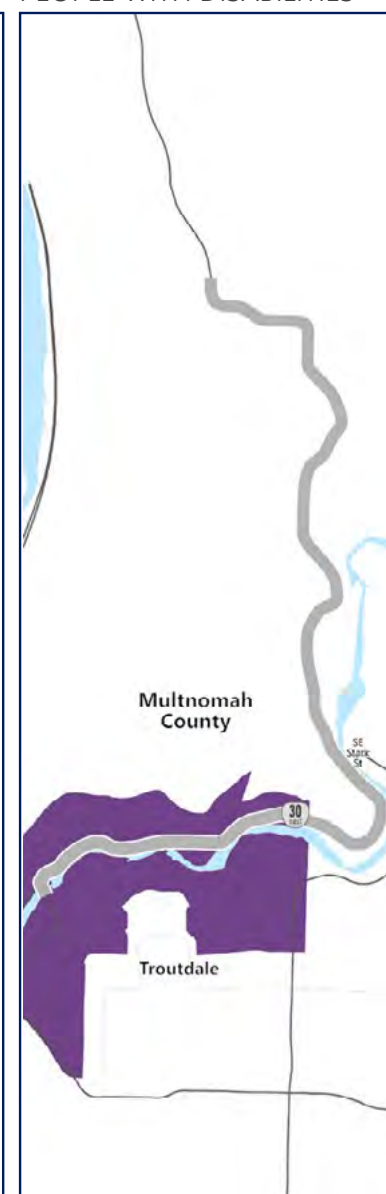 PEOPLE WITH DISABILITIES
Multnomah
County
SE
Stark
St
30
Troutdale